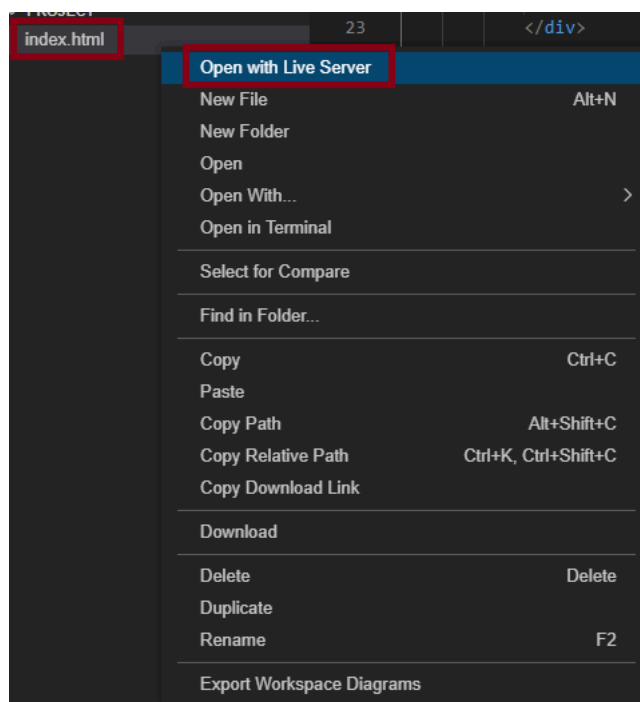 PROJECT
index.html
23 </div>
Open with Live Server
New File Alt+N
New Folder
Open
Open With... >
Open in Terminal
Select for Compare
Find in Folder...
Copy Ctrl+C
Paste
Copy Path Alt+Shift+C
Copy Relative Path Ctrl+K, Ctrl+Shift+C
Copy Download Link
Download
Delete Delete
Duplicate
Rename F2
Export Workspace Diagrams